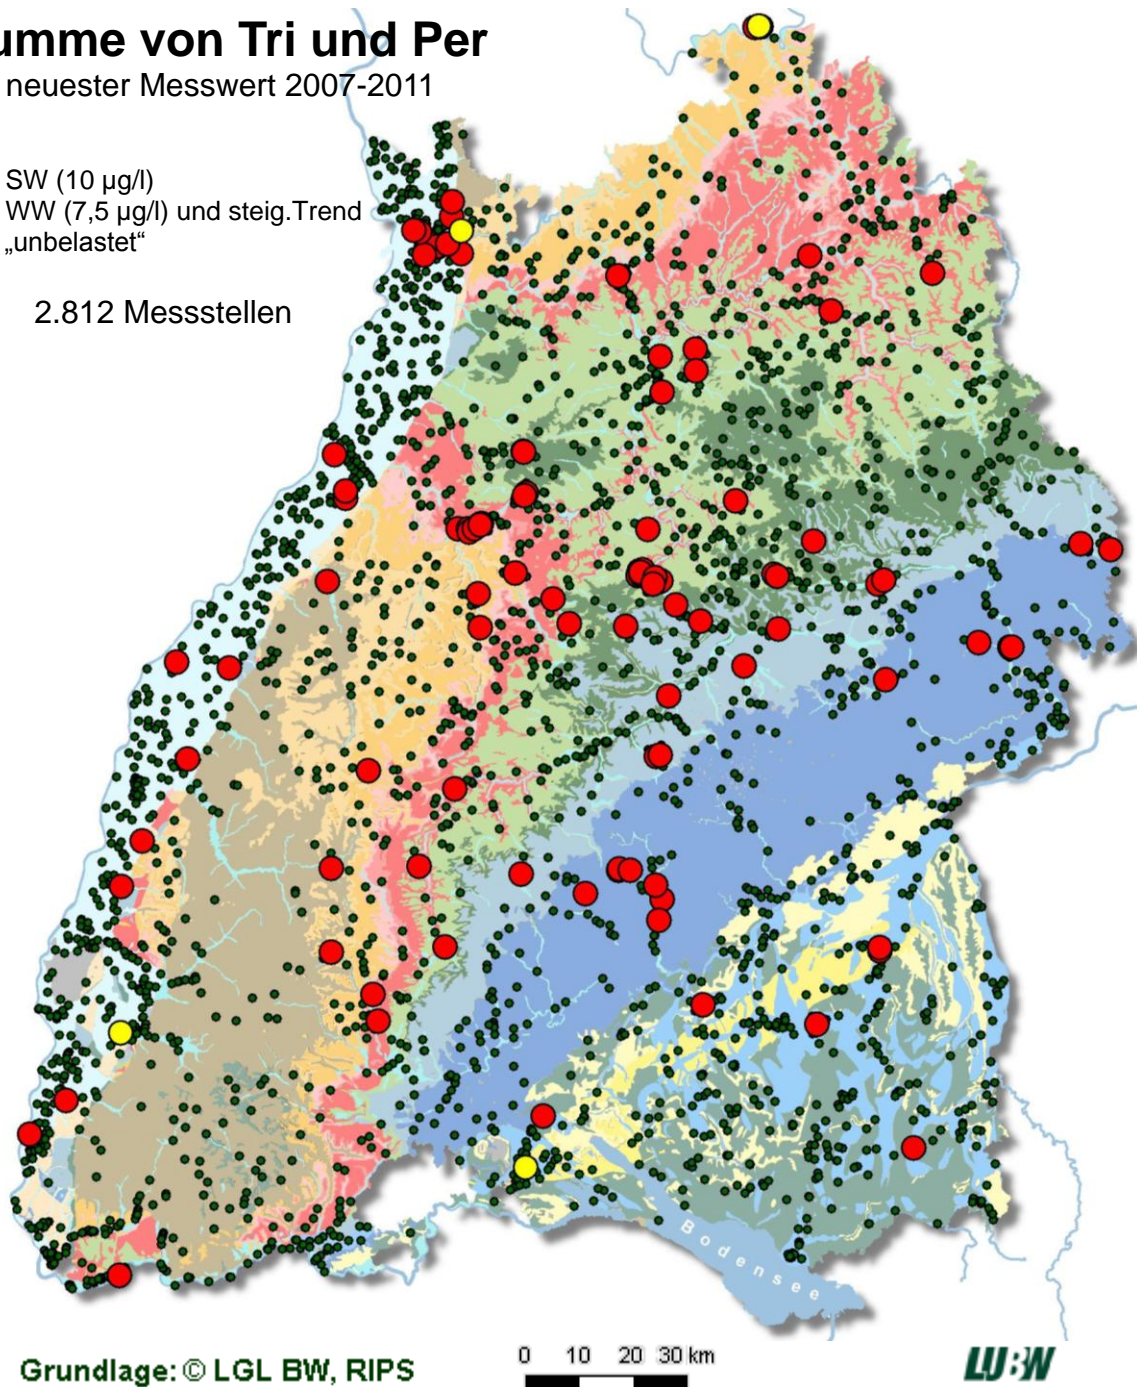 umme von Tri und Per
neuester Messwert 2007-2011
SW (10 µg/l)
WW (7,5 µg/l) und steig.Trend
„unbelastet“
2.812 Messstellen
Bodensee
Grundlage: © LGL BW, RIPS
0 10 20 30 km
LUBW